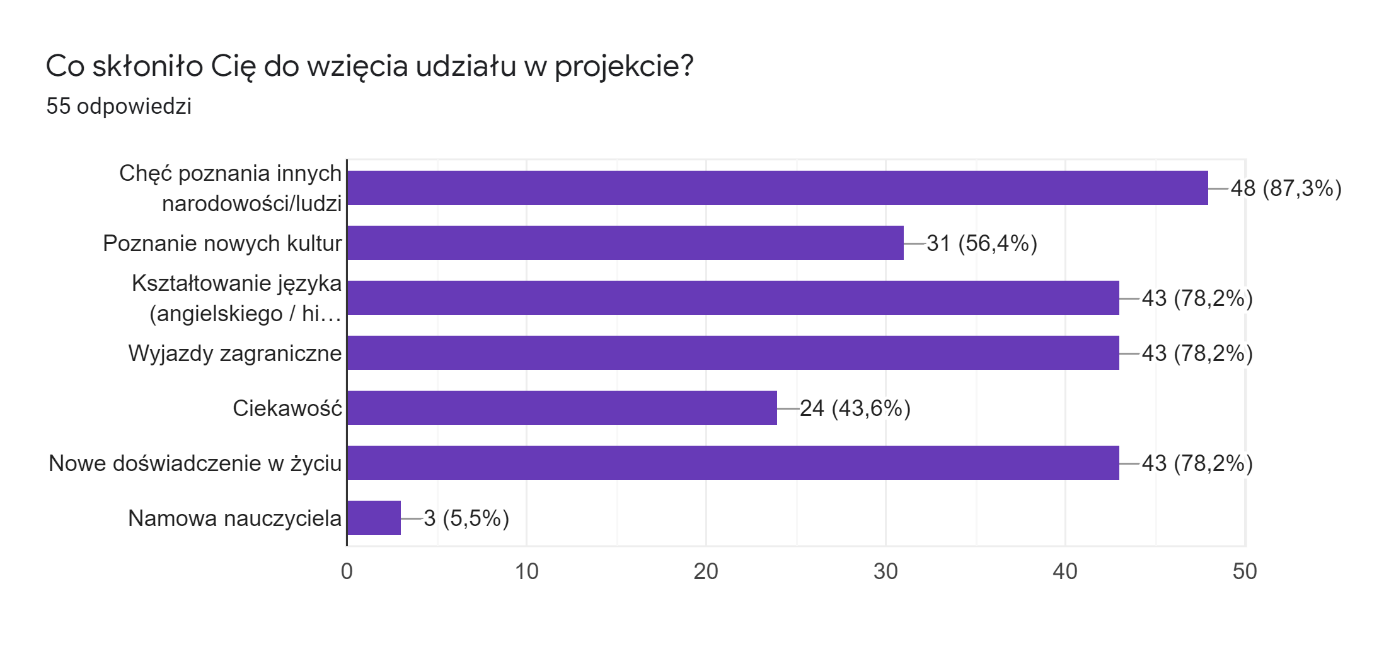 Co skłoniło Cię do wzięcia udziału w projekcie?
55 odpowiedzi
Chęć poznania innych
narodowości/ludzi
48 (87,3%)
Poznanie nowych kultur
31 (56,4%)
Kształtowanie języka
(angielskiego / hi…
43 (78,2%)
Wyjazdy zagraniczne
43 (78,2%)
Ciekawość
24 (43,6%)
Nowe doświadczenie w życiu
43 (78,2%)
Namowa nauczyciela
3 (5,5%)
0 10 20 30 40 50